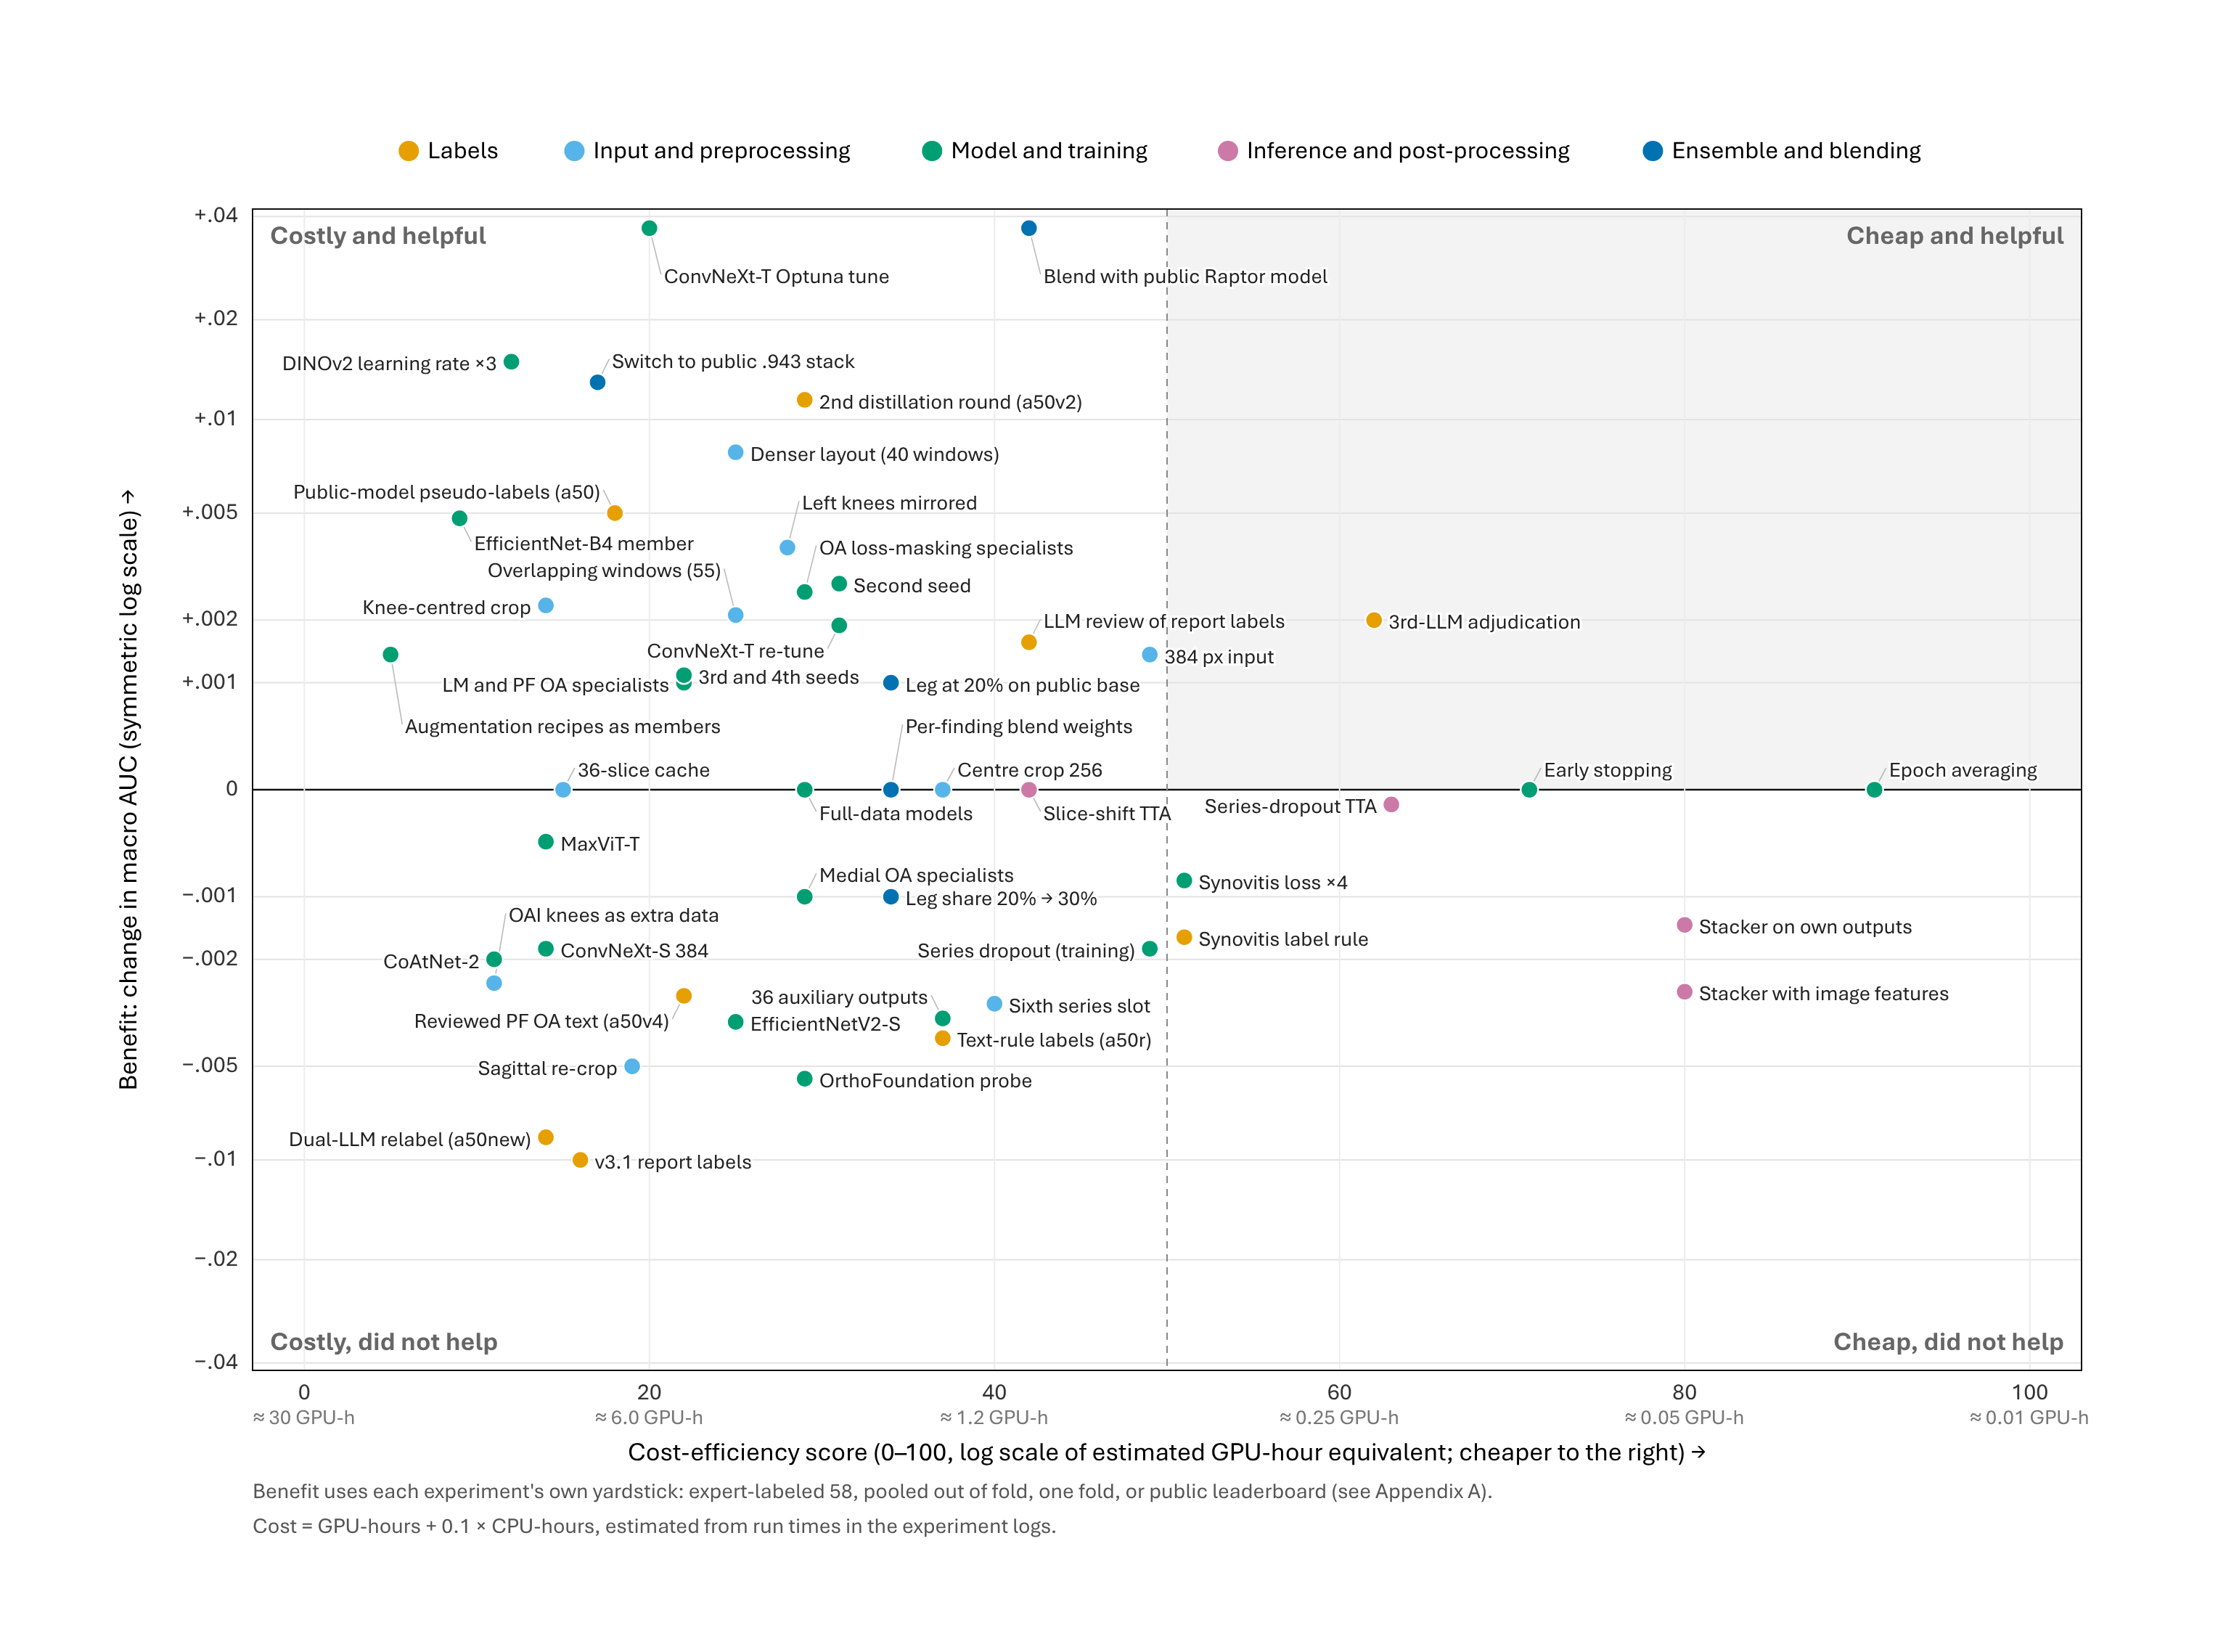 Labels
Input and preprocessing
Model and training
Inference and post-processing
Ensemble and blending
+.04
Costly and helpful
Cheap and helpful
ConvNeXt-T Optuna tune
Blend with public Raptor model
+.02
DINOv2 learning rate ×3
Switch to public .943 stack
2nd distillation round (a50v2)
+.01
Denser layout (40 windows)
Public-model pseudo-labels (a50)
Left knees mirrored
+.005
EfficientNet-B4 member
OA loss-masking specialists
Overlapping windows (55)
Second seed
Knee-centred crop
+.002
LLM review of report labels
3rd-LLM adjudication
ConvNeXt-T re-tune
384 px input
3rd and 4th seeds
+.001
LM and PF OA specialists
Leg at 20% on public base
Augmentation recipes as members
Per-finding blend weights
36-slice cache
Centre crop 256
Early stopping
Epoch averaging
0
Series-dropout TTA
Full-data models
Slice-shift TTA
MaxViT-T
Medial OA specialists
Synovitis loss ×4
−.001
Leg share 20% → 30%
OAI knees as extra data
Stacker on own outputs
Synovitis label rule
ConvNeXt-S 384
Series dropout (training)
−.002
CoAtNet-2
Stacker with image features
36 auxiliary outputs
Sixth series slot
Reviewed PF OA text (a50v4)
EfficientNetV2-S
Text-rule labels (a50r)
−.005
Sagittal re-crop
OrthoFoundation probe
Dual-LLM relabel (a50new)
−.01
v3.1 report labels
−.02
Costly, did not help
Cheap, did not help
−.04
Benefit: change in macro AUC (symmetric log scale) →
0
20
40
60
80
100
≈ 30 GPU-h
≈ 6.0 GPU-h
≈ 1.2 GPU-h
≈ 0.25 GPU-h
≈ 0.05 GPU-h
≈ 0.01 GPU-h
Cost-efficiency score (0–100, log scale of estimated GPU-hour equivalent; cheaper to the right) →
Benefit uses each experiment's own yardstick: expert-labeled 58, pooled out of fold, one fold, or public leaderboard (see Appendix A).
Cost = GPU-hours + 0.1 × CPU-hours, estimated from run times in the experiment logs.